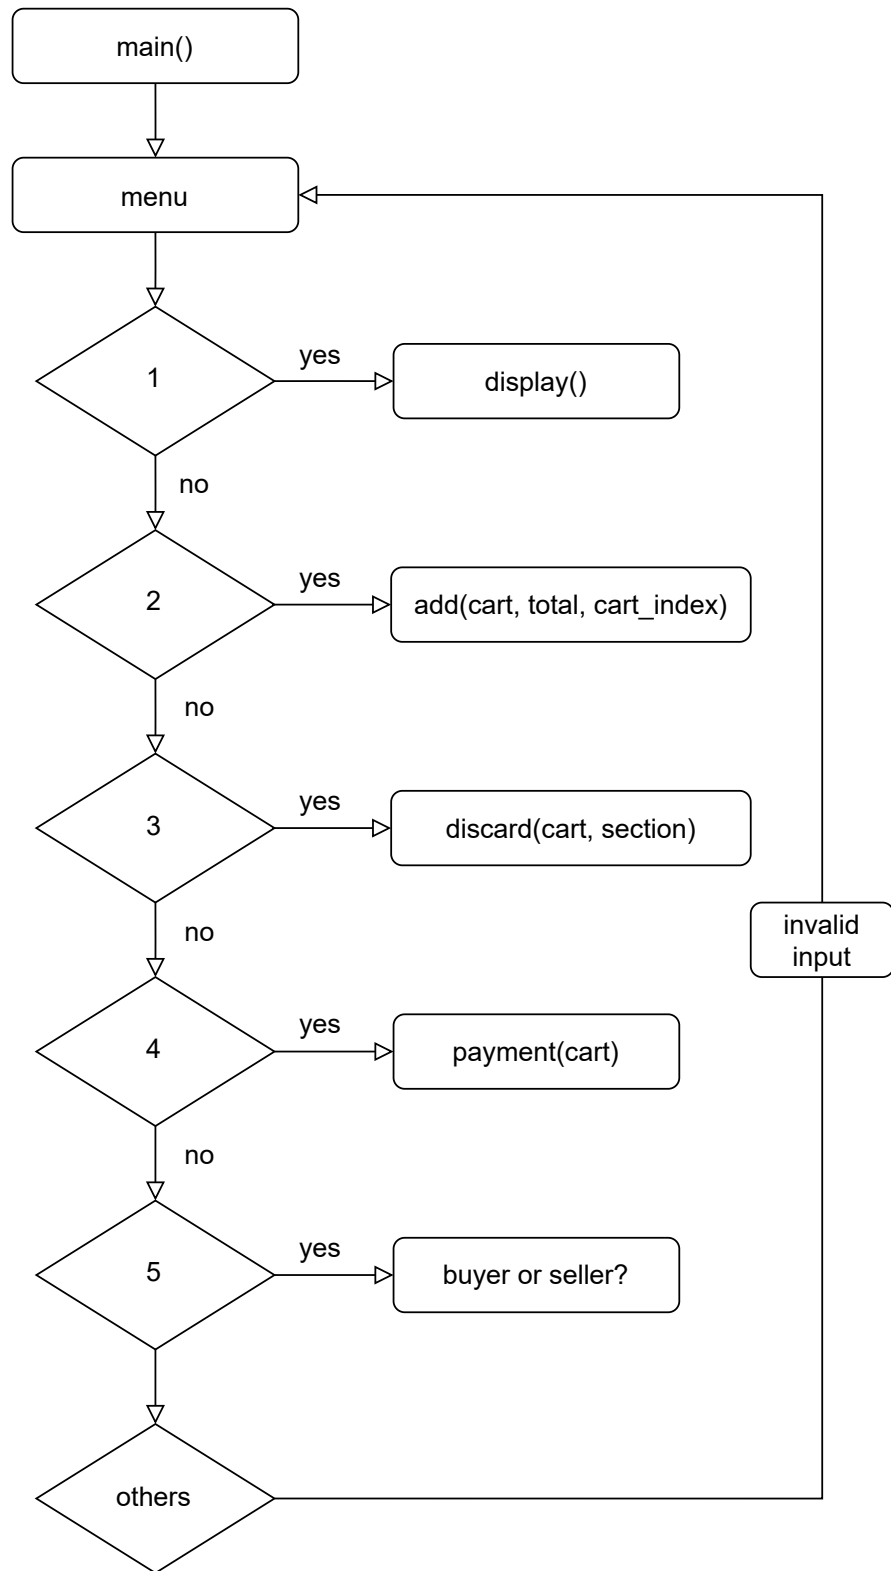 main()
menu
1
yes
display()
no
2
yes
add(cart, total, cart_index)
no
3
yes
discard(cart, section)
no
invalid
input
4
yes
payment(cart)
no
5
yes
buyer or seller?
others